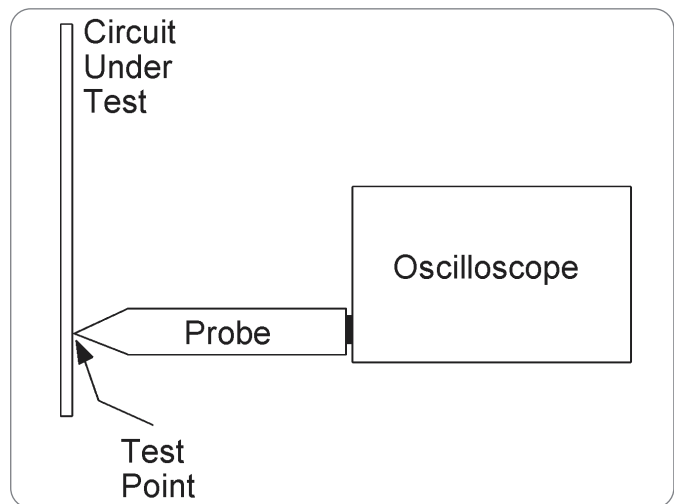 Circuit
Under
Test
Oscilloscope
Probe
Test
Point